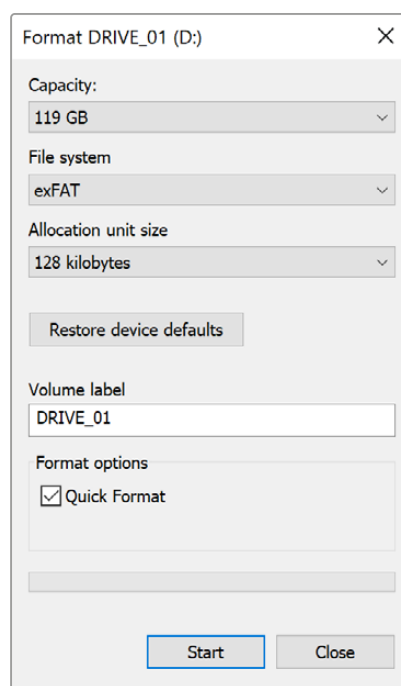 Format DRIVE_01 (D:)
Capacity:
119 GB
File system
exFAT
Allocation unit size
128 kilobytes
Restore device defaults
Volume label
DRIVE_01
Format options
Quick Format
Start Close